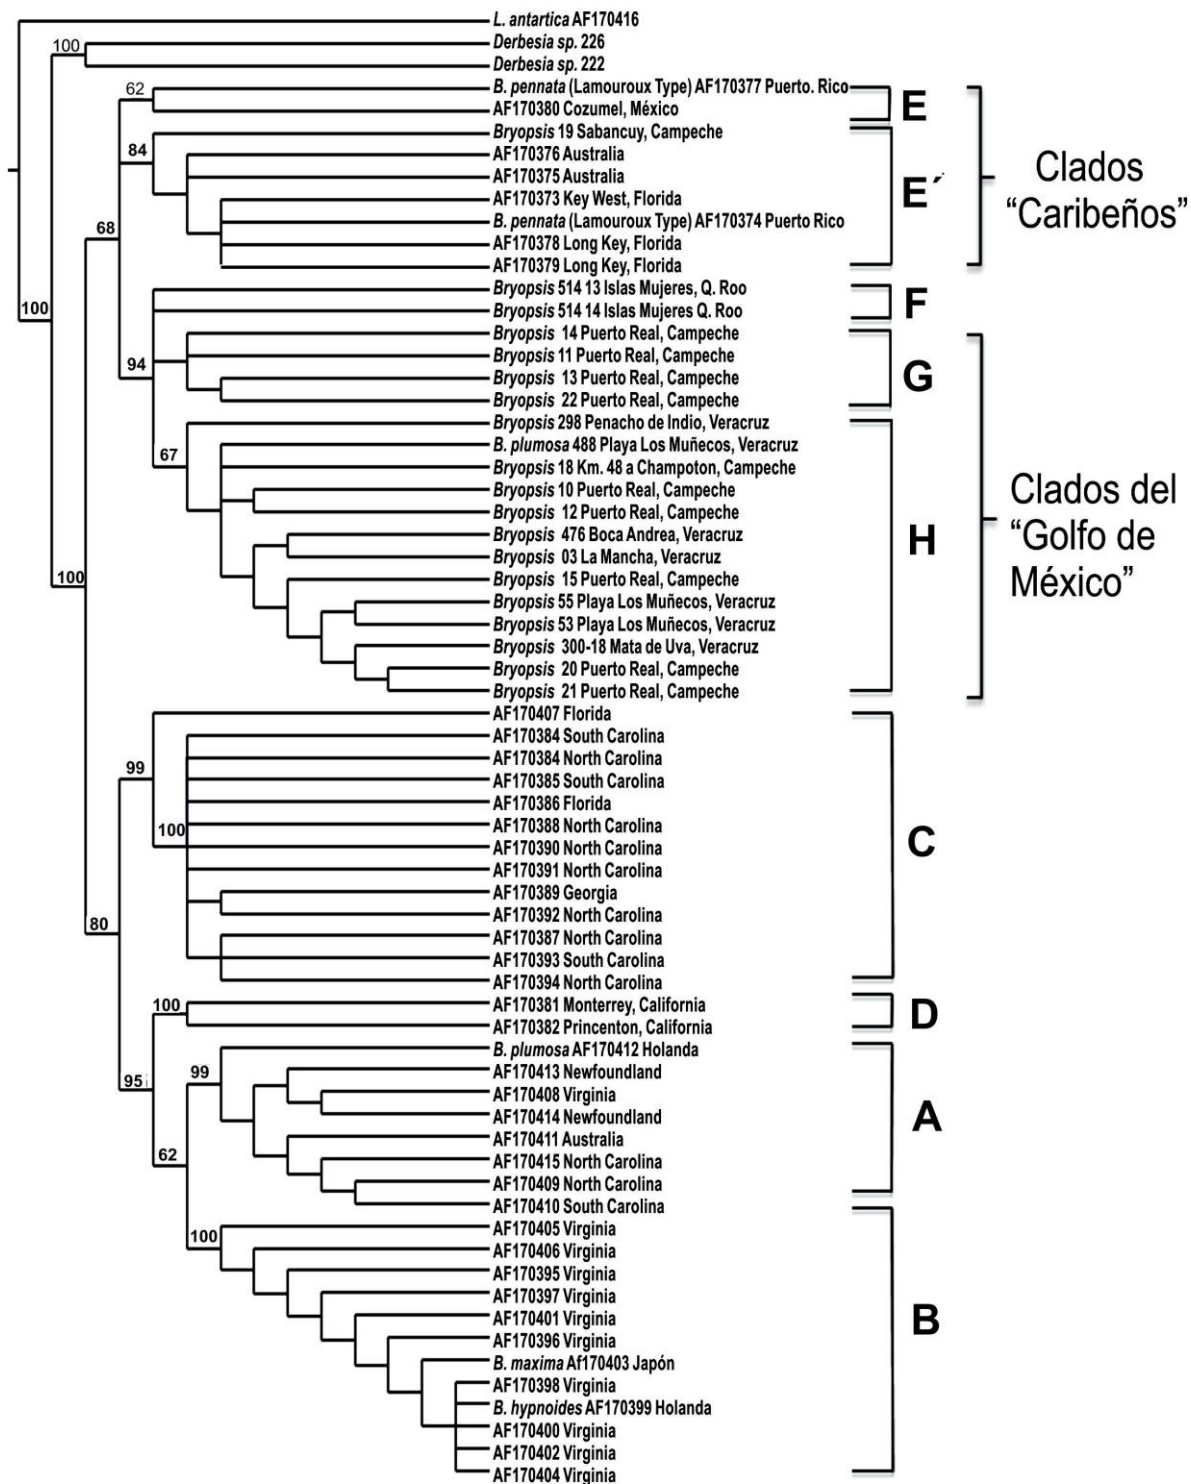 L. antartica AF170416
100
Derbesia sp. 226
Derbesia sp. 222
62
B. pennata (Lamouroux Type) AF170377 Puerto. Rico
AF170380 Cozumel, México
E
84
Bryopsis 19 Sabancuy, Campeche
AF170376 Australia
AF170375 Australia
AF170373 Key West, Florida
B. pennata (Lamouroux Type) AF170374 Puerto Rico
AF170378 Long Key, Florida
AF170379 Long Key, Florida
E´
Clados
“Caribeños”
68
100
Bryopsis 514 13 Islas Mujeres, Q. Roo
Bryopsis 514 14 Islas Mujeres Q. Roo
F
94
Bryopsis 14 Puerto Real, Campeche
Bryopsis 11 Puerto Real, Campeche
Bryopsis 13 Puerto Real, Campeche
Bryopsis 22 Puerto Real, Campeche
G
67
Bryopsis 298 Penacho de Indio, Veracruz
B. plumosa 488 Playa Los Muñecos, Veracruz
Bryopsis 18 Km. 48 a Champoton, Campeche
Bryopsis 10 Puerto Real, Campeche
Bryopsis 12 Puerto Real, Campeche
Bryopsis 476 Boca Andrea, Veracruz
Bryopsis 03 La Mancha, Veracruz
Bryopsis 15 Puerto Real, Campeche
Bryopsis 55 Playa Los Muñecos, Veracruz
Bryopsis 53 Playa Los Muñecos, Veracruz
Bryopsis 300-18 Mata de Uva, Veracruz
Bryopsis 20 Puerto Real, Campeche
Bryopsis 21 Puerto Real, Campeche
H
Clados del
“Golfo de
México”
100
99
AF170407 Florida
AF170384 South Carolina
AF170384 North Carolina
AF170385 South Carolina
AF170386 Florida
100
AF170388 North Carolina
AF170390 North Carolina
AF170391 North Carolina
AF170389 Georgia
AF170392 North Carolina
AF170387 North Carolina
AF170393 South Carolina
AF170394 North Carolina
C
80
100
AF170381 Monterrey, California
AF170382 Princenton, California
D
95
99
B. plumosa AF170412 Holanda
AF170413 Newfoundland
AF170408 Virginia
AF170414 Newfoundland
AF170411 Australia
AF170415 North Carolina
AF170409 North Carolina
AF170410 South Carolina
A
62
100
AF170405 Virginia
AF170406 Virginia
AF170395 Virginia
AF170397 Virginia
AF170401 Virginia
AF170396 Virginia
B. maxima Af170403 Japón
AF170398 Virginia
B. hypnoides AF170399 Holanda
AF170400 Virginia
AF170402 Virginia
AF170404 Virginia
B